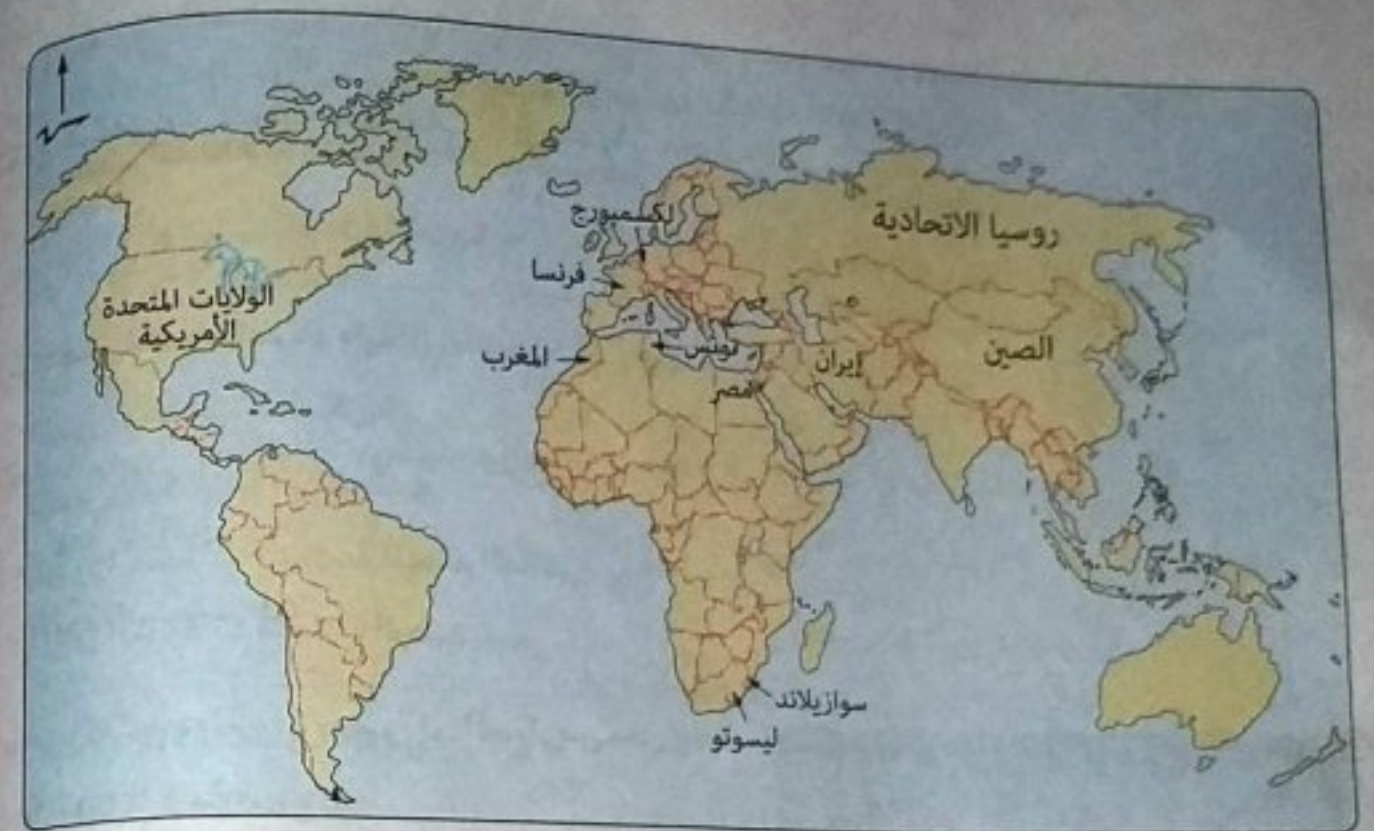 روسيا الاتحادية
لكسمبورج
فرنسا
الولايات المتحدة
الأمريكية
المغرب
تونس
إيران
الصين
مصر
سوازيلاند
ليسوتو